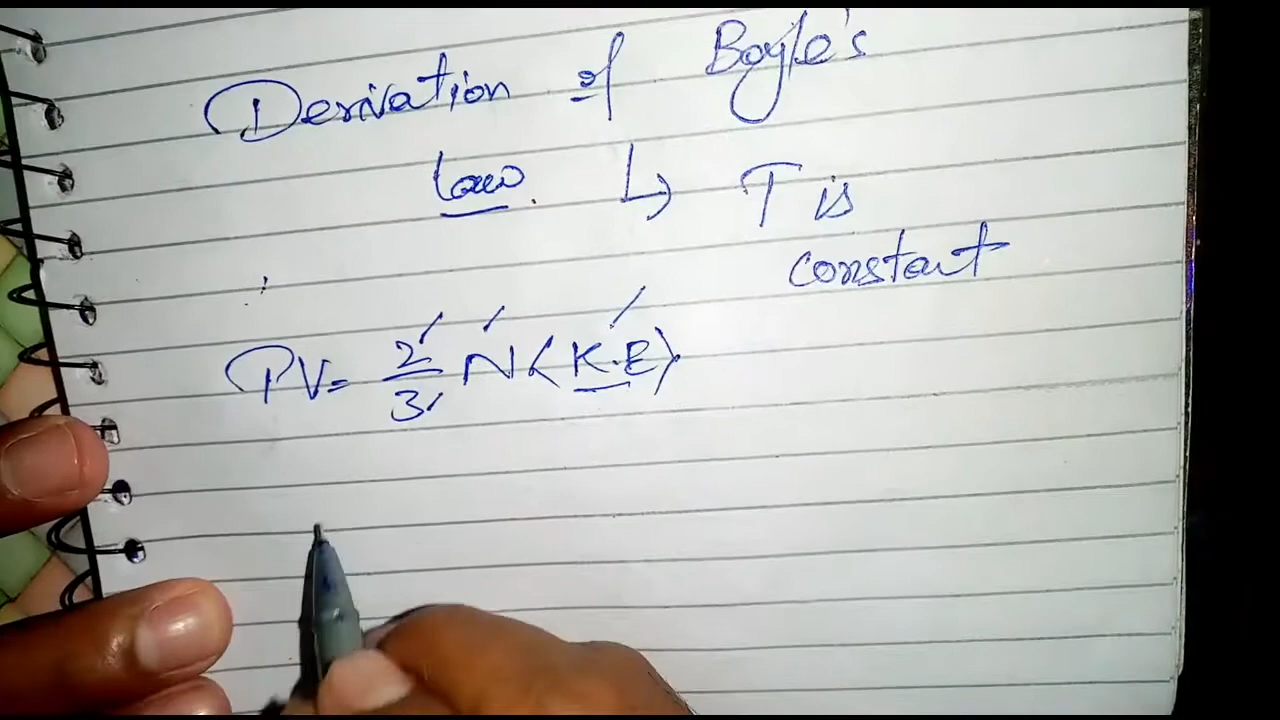 Derivation of Boyle's
law. ↳ T is
constant
PV = 2/3 N <K.E>